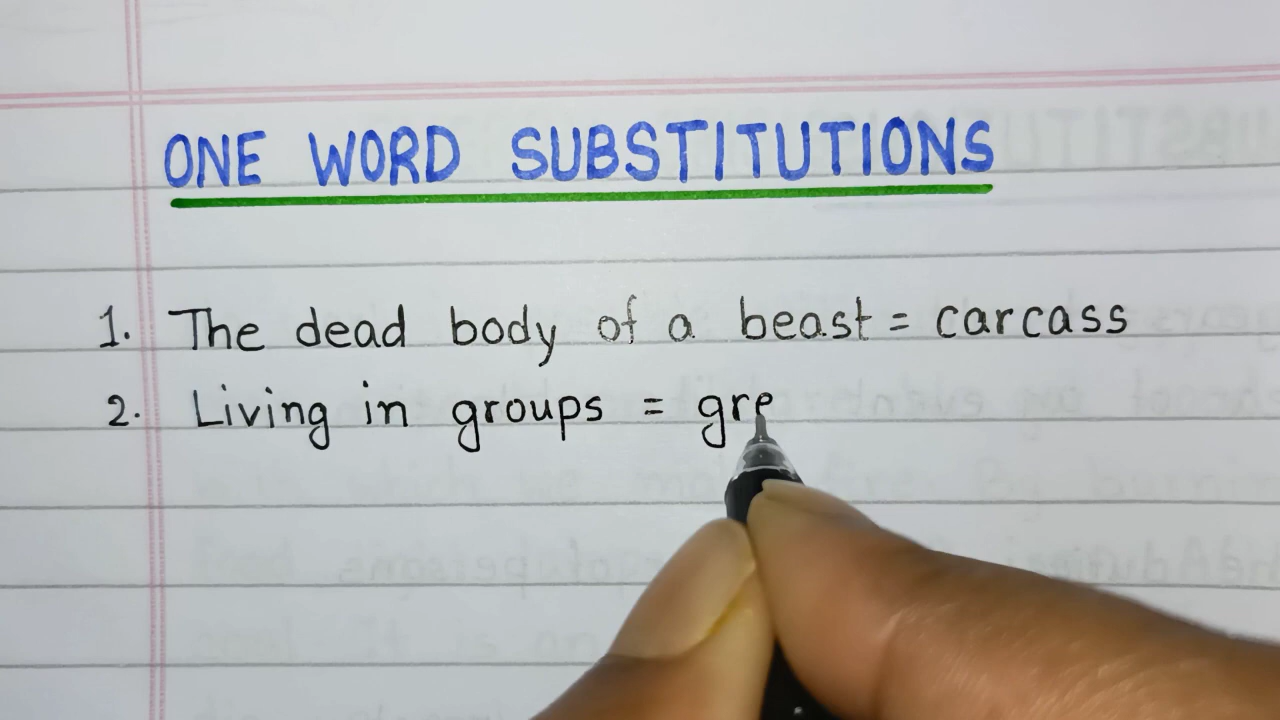 ONE WORD SUBSTITUTIONS
1. The dead body of a beast = carcass
2. Living in groups = gre